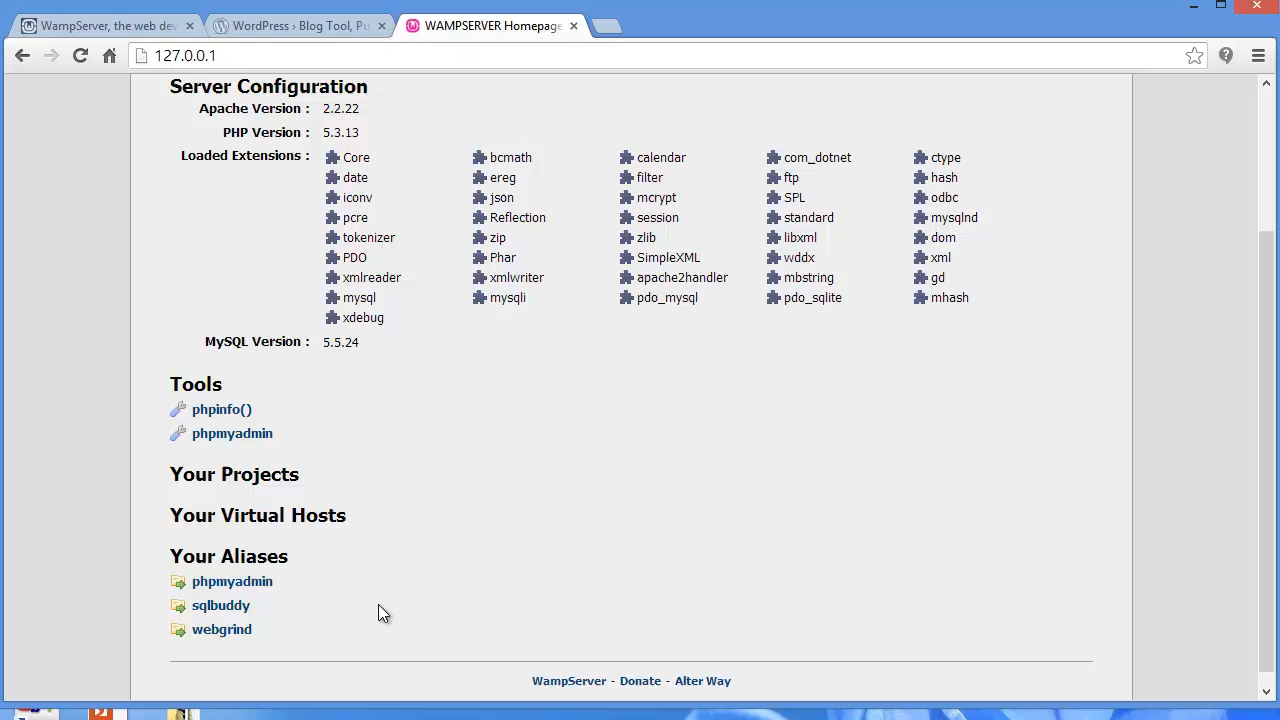 WampServer, the web dev
WordPress › Blog Tool, Pu
WAMPSERVER Homepage
127.0.0.1
Server Configuration
Apache Version : 2.2.22
PHP Version : 5.3.13
Loaded Extensions : Core bcmath calendar com_dotnet ctype
date ereg filter ftp hash
iconv json mcrypt SPL odbc
pcre Reflection session standard mysqlnd
tokenizer zip zlib libxml dom
PDO Phar SimpleXML wddx xml
xmlreader xmlwriter apache2handler mbstring gd
mysql mysqli pdo_mysql pdo_sqlite mhash
xdebug
MySQL Version : 5.5.24
Tools
phpinfo()
phpmyadmin
Your Projects
Your Virtual Hosts
Your Aliases
phpmyadmin
sqlbuddy
webgrind
WampServer - Donate - Alter Way